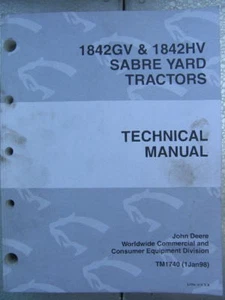 1842GV & 1842HV
SABRE YARD
TRACTORS
TECHNICAL
MANUAL
John Deere
Worldwide Commercial and
Consumer Equipment Division
TM1740 (1Jan98)